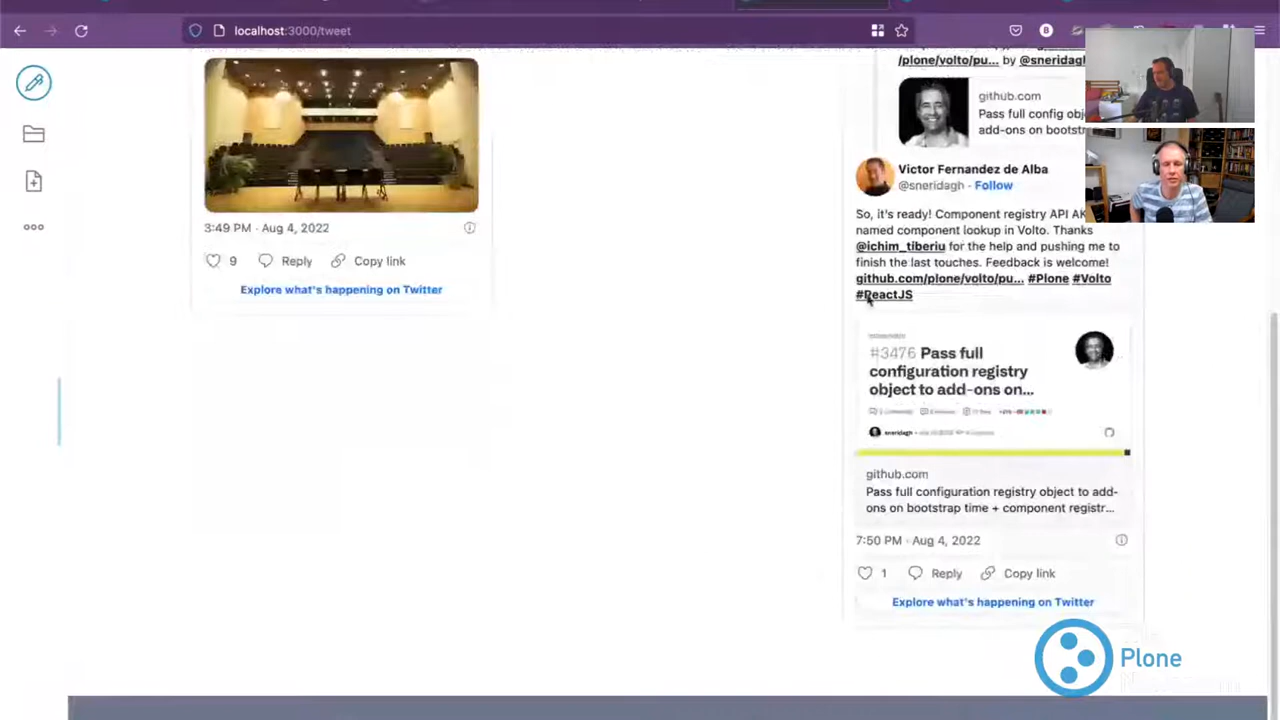 localhost:3000/tweet
3:49 PM · Aug 4, 2022
9 Reply Copy link
Explore what's happening on Twitter
/plone/volto/pu... by @sneridagh
github.com
Pass full config obj
add-ons on bootst
Victor Fernandez de Alba
@sneridagh · Follow
So, it's ready! Component registry API AK
named component lookup in Volto. Thanks
@ichim_tiberiu for the help and pushing me to
finish the last touches. Feedback is welcome!
github.com/plone/volto/pu... #Plone #Volto
#ReactJS
#3476 Pass full
configuration registry
object to add-ons on...
sneridagh
github.com
Pass full configuration registry object to add-
ons on bootstrap time + component registr...
7:50 PM · Aug 4, 2022
1 Reply Copy link
Explore what's happening on Twitter
Plone